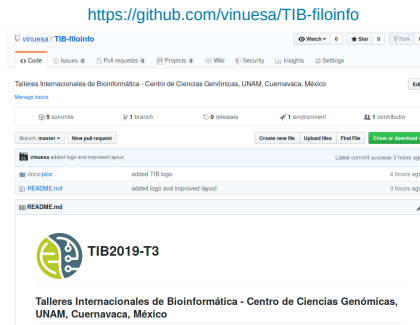 https://github.com/vinuesa/TIB-filoinfo
vinuesa / TIB-filoinfo
Watch 0 Star 0 Fork
Code Issues 0 Pull requests 0 Projects 0 Wiki Security Insights Settings
Talleres Internacionales de Bioinformática - Centro de Ciencias Genómicas, UNAM, Cuernavaca, México
Manage topics
5 commits 1 branch 0 releases 1 environment 1 contributor
Branch: master New pull request Create new file Upload files Find File Clone or download
vinuesa added logo and improved layout Latest commit 3 hours ago
docs/pics added TIB logo 4 hours ago
README.md added logo and improved layout 3 hours ago
README.md
TIB2019-T3
Talleres Internacionales de Bioinformática - Centro de Ciencias Genómicas,
UNAM, Cuernavaca, México